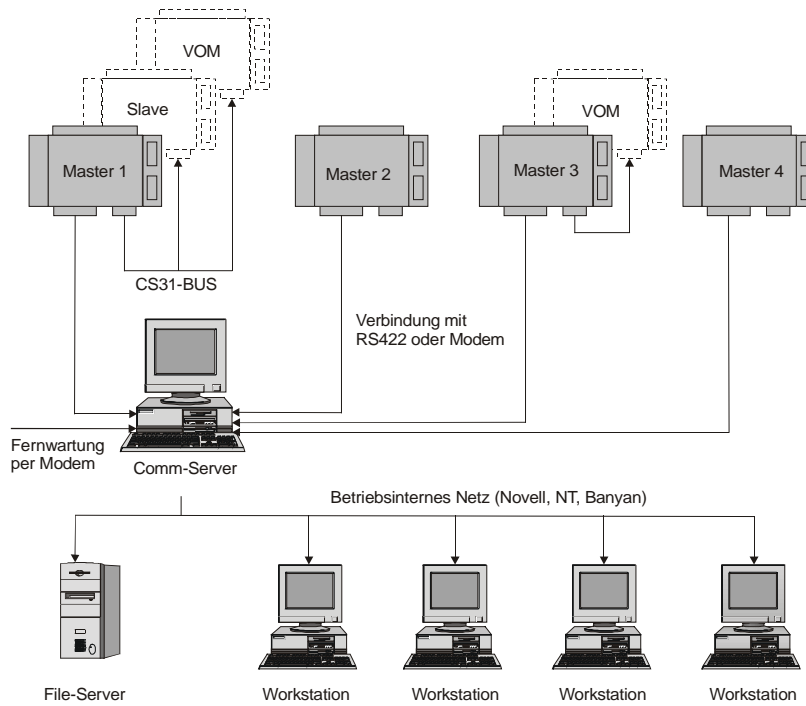 VOM
Slave
VOM
Master 1
Master 2
Master 3
Master 4
CS31-BUS
Verbindung mit
RS422 oder Modem
Fernwartung
per Modem
Comm-Server
Betriebsinternes Netz (Novell, NT, Banyan)
File-Server
Workstation
Workstation
Workstation
Workstation